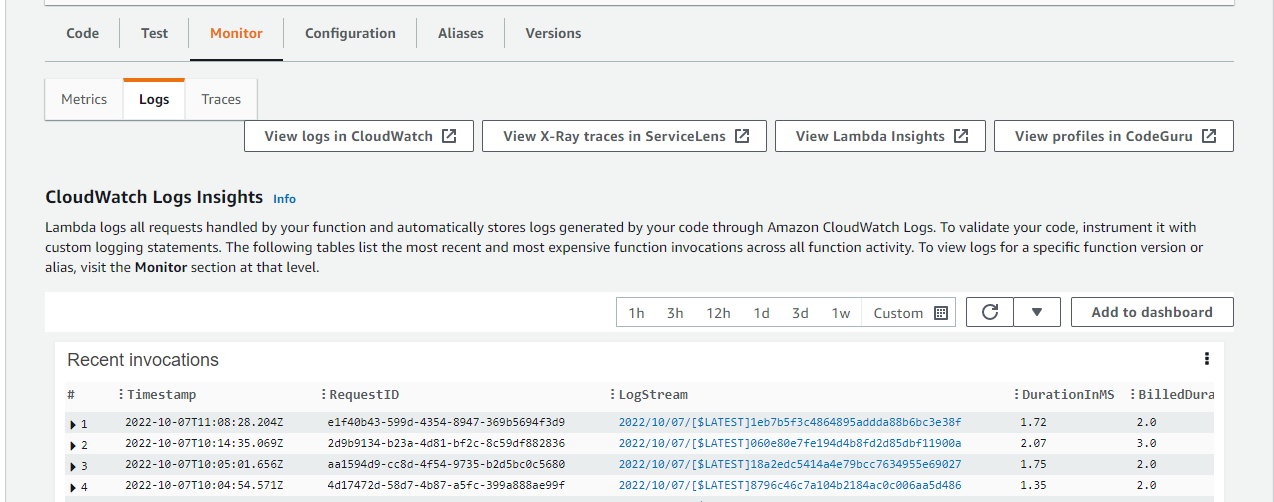 Code Test Monitor Configuration Aliases Versions
Metrics Logs Traces
View logs in CloudWatch View X-Ray traces in ServiceLens View Lambda Insights View profiles in CodeGuru
CloudWatch Logs Insights Info
Lambda logs all requests handled by your function and automatically stores logs generated by your code through Amazon CloudWatch Logs. To validate your code, instrument it with
custom logging statements. The following tables list the most recent and most expensive function invocations across all function activity. To view logs for a specific function version or
alias, visit the Monitor section at that level.
1h 3h 12h 1d 3d 1w Custom Add to dashboard
Recent invocations
# Timestamp RequestID LogStream DurationInMS BilledDura
1 2022-10-07T11:08:28.204Z e1f40b43-599d-4354-8947-369b5694f3d9 2022/10/07/[$LATEST]1eb7b5f3c4864895addda88b6bc3e38f 1.72 2.0
2 2022-10-07T10:14:35.069Z 2d9b9134-b23a-4d81-bf2c-8c59df882836 2022/10/07/[$LATEST]060e80e7fe194d4b8fd2d85dbf11900a 2.07 3.0
3 2022-10-07T10:05:01.656Z aa1594d9-cc8d-4f54-9735-b2d5bc0c5680 2022/10/07/[$LATEST]18a2edc5414a4e79bcc7634955e69027 1.75 2.0
4 2022-10-07T10:04:54.571Z 4d17472d-58d7-4b87-a5fc-399a888ae99f 2022/10/07/[$LATEST]8796c46c7a104b2184ac0c006aa5d486 1.35 2.0